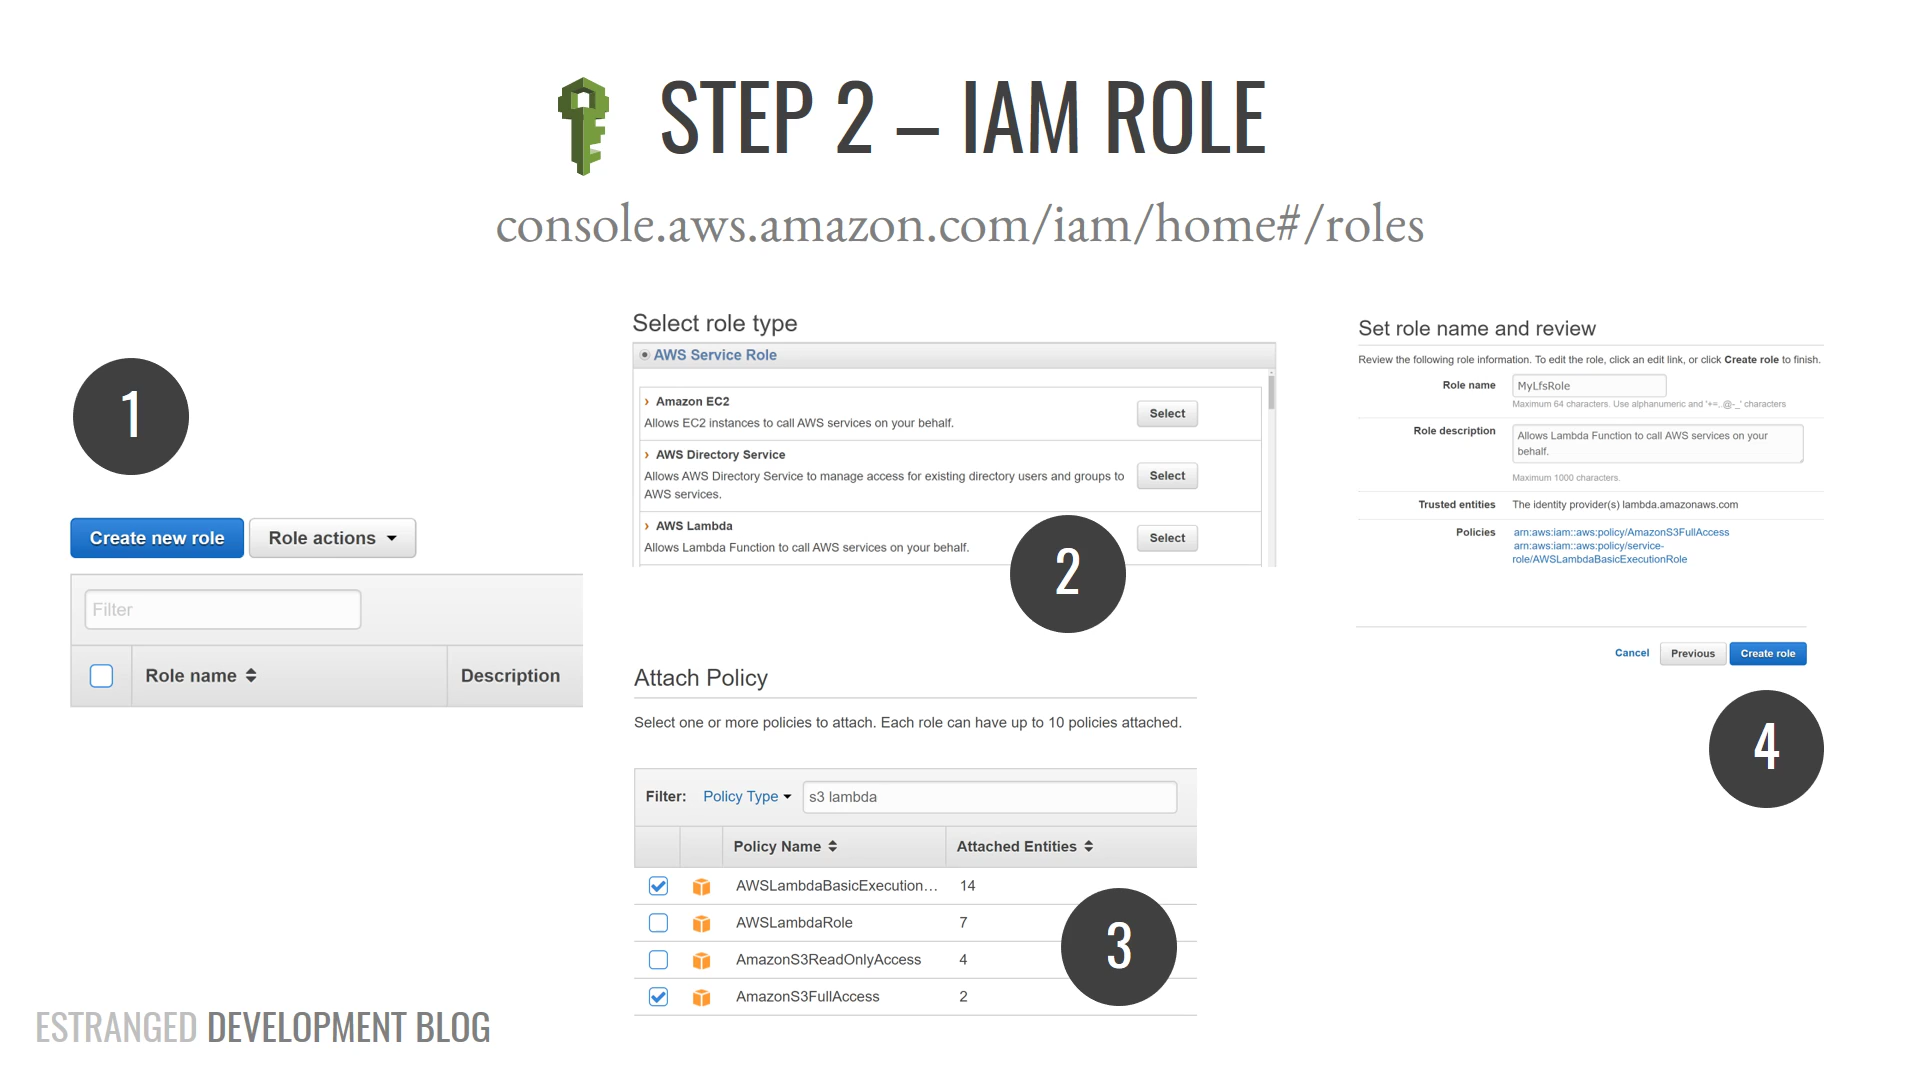 STEP 2 – IAM ROLE
console.aws.amazon.com/iam/home#/roles
1
Create new role
Role actions
Filter
Role name
Description
Select role type
AWS Service Role
Amazon EC2
Allows EC2 instances to call AWS services on your behalf.
Select
AWS Directory Service
Allows AWS Directory Service to manage access for existing directory users and groups to
AWS services.
Select
AWS Lambda
Allows Lambda Function to call AWS services on your behalf.
Select
2
Attach Policy
Select one or more policies to attach. Each role can have up to 10 policies attached.
Filter: Policy Type s3 lambda
Policy Name Attached Entities
AWSLambdaBasicExecution… 14
AWSLambdaRole 7
AmazonS3ReadOnlyAccess 4
AmazonS3FullAccess 2
3
Set role name and review
Review the following role information. To edit the role, click an edit link, or click Create role to finish.
Role name MyLfsRole
Maximum 64 characters. Use alphanumeric and '+=, @-_' characters
Role description Allows Lambda Function to call AWS services on your
behalf.
Maximum 1000 characters.
Trusted entities The identity provider(s) lambda.amazonaws.com
Policies arn:aws:iam::aws:policy/AmazonS3FullAccess
arn:aws:iam::aws:policy/service-
role/AWSLambdaBasicExecutionRole
Cancel Previous Create role
4
ESTRANGED DEVELOPMENT BLOG